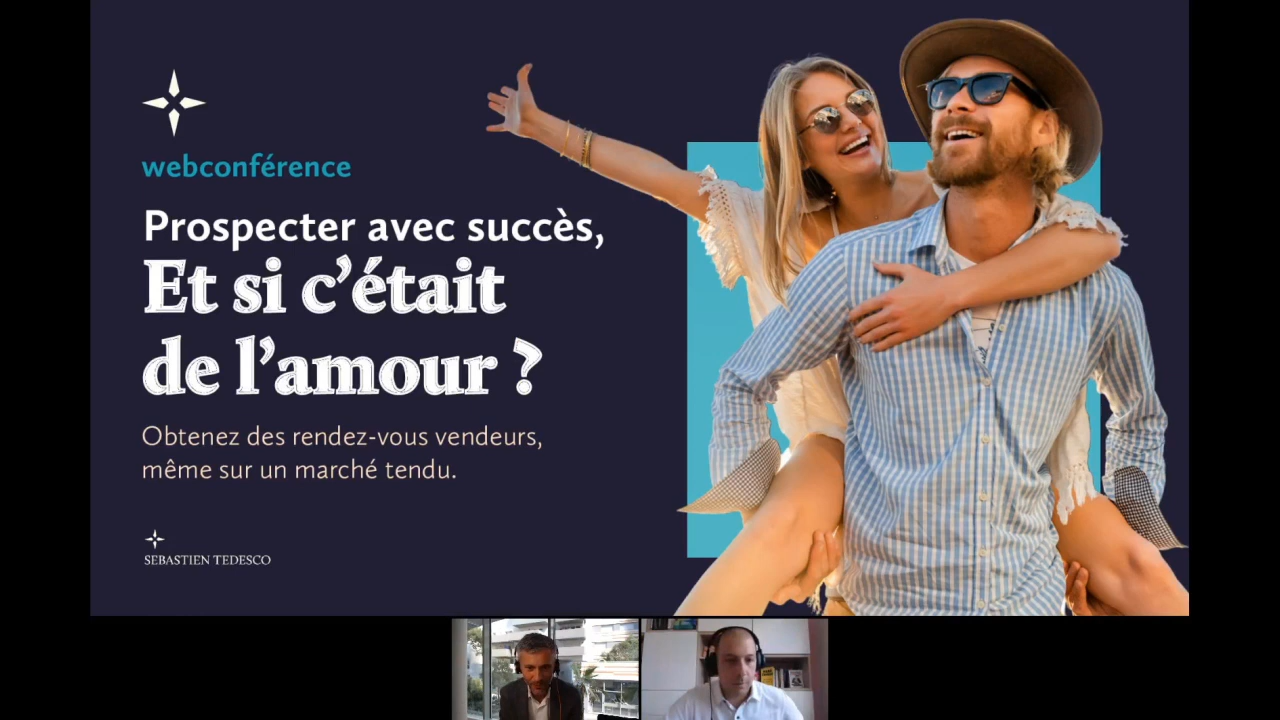 webconférence
Prospecter avec succès,
Et si c’était
de l’amour ?
Obtenez des rendez-vous vendeurs,
même sur un marché tendu.
SEBASTIEN TEDESCO